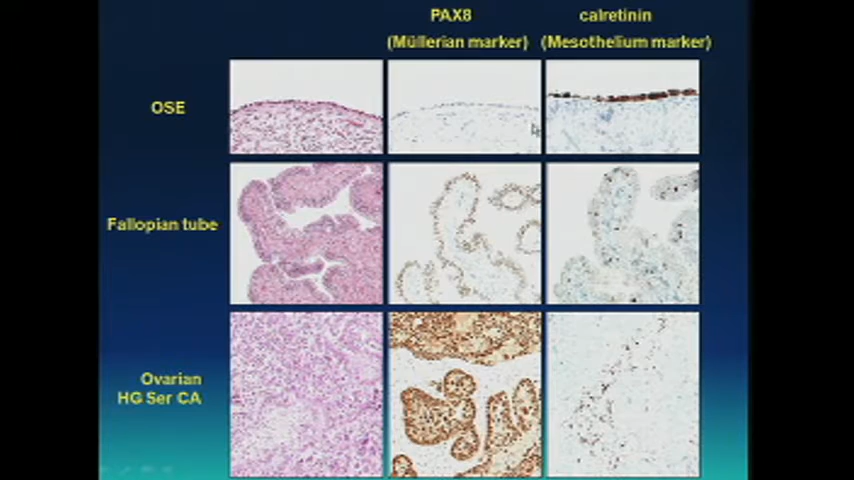 PAX8
(Müllerian marker)
calretinin
(Mesothelium marker)
OSE
Fallopian tube
Ovarian
HG Ser CA